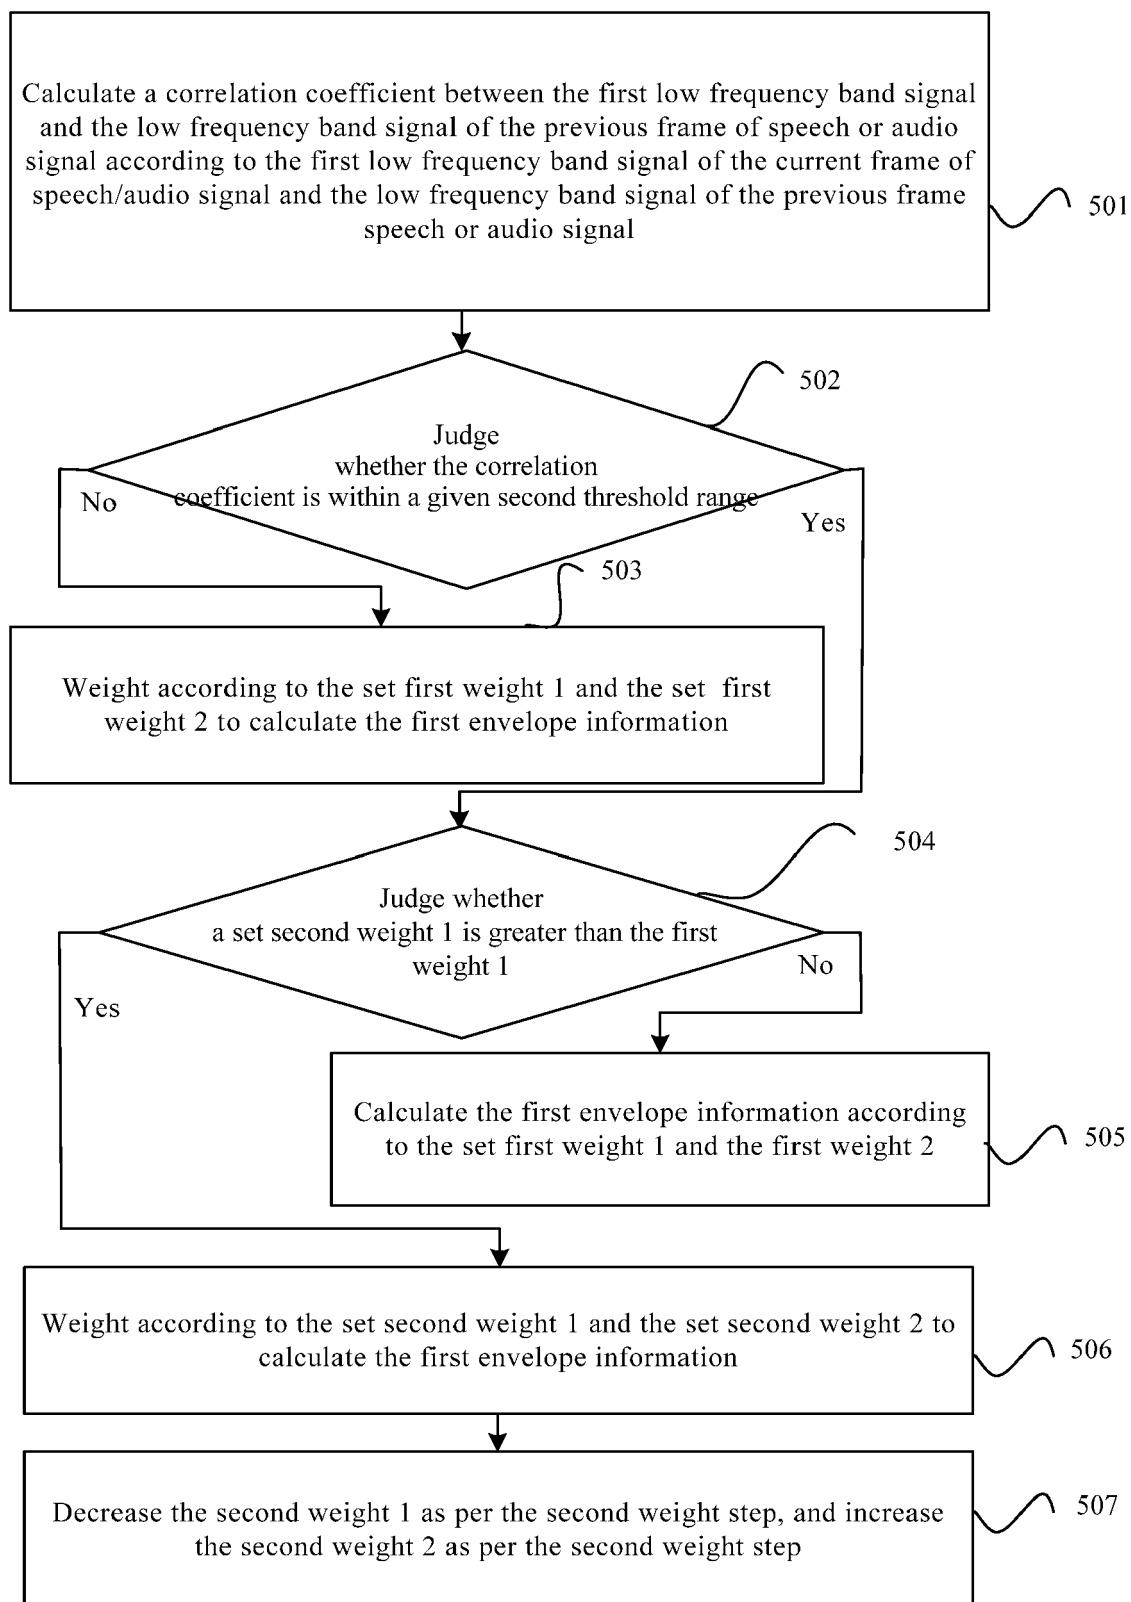 Calculate a correlation coefficient between the first low frequency band signal
and the low frequency band signal of the previous frame of speech or audio
signal according to the first low frequency band signal of the current frame of
speech/audio signal and the low frequency band signal of the previous frame
speech or audio signal
501
502
Judge
whether the correlation
coefficient is within a given second threshold range
No
Yes
503
Weight according to the set first weight 1 and the set first
weight 2 to calculate the first envelope information
504
Judge whether
a set second weight 1 is greater than the first
weight 1
No
Yes
Calculate the first envelope information according
to the set first weight 1 and the first weight 2
505
Weight according to the set second weight 1 and the set second weight 2 to
calculate the first envelope information
506
Decrease the second weight 1 as per the second weight step, and increase
the second weight 2 as per the second weight step
507